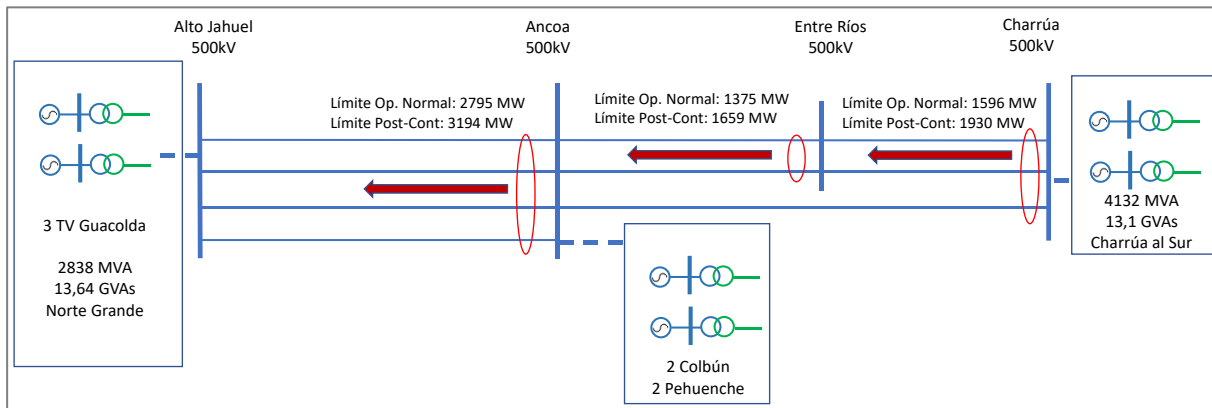 Alto Jahuel
500kV
Ancoa
500kV
Entre Ríos
500kV
Charrúa
500kV
Límite Op. Normal: 2795 MW
Límite Post-Cont: 3194 MW
Límite Op. Normal: 1375 MW
Límite Post-Cont: 1659 MW
Límite Op. Normal: 1596 MW
Límite Post-Cont: 1930 MW
3 TV Guacolda
2838 MVA
13,64 GVAs
Norte Grande
2 Colbún
2 Pehuenche
4132 MVA
13,1 GVAs
Charrúa al Sur